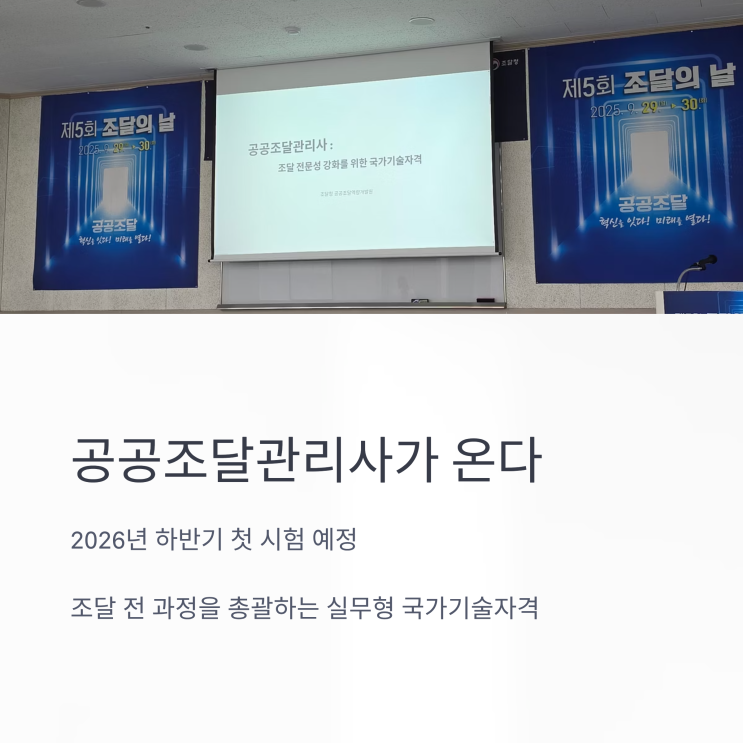 제5회 조달의 날
2025. 9. 29.(월) ▸ 30.(화)
공공조달
혁신을 잇다! 미래를 열다!
공공조달관리사 :
조달 전문성 강화를 위한 국가기술자격
조달청
제5회 조달의 날
2025. 9. 29.(월) ▸ 30.(화)
공공조달
혁신을 잇다! 미래를 열다!
공공조달관리사가 온다
2026년 하반기 첫 시험 예정
조달 전 과정을 총괄하는 실무형 국가기술자격